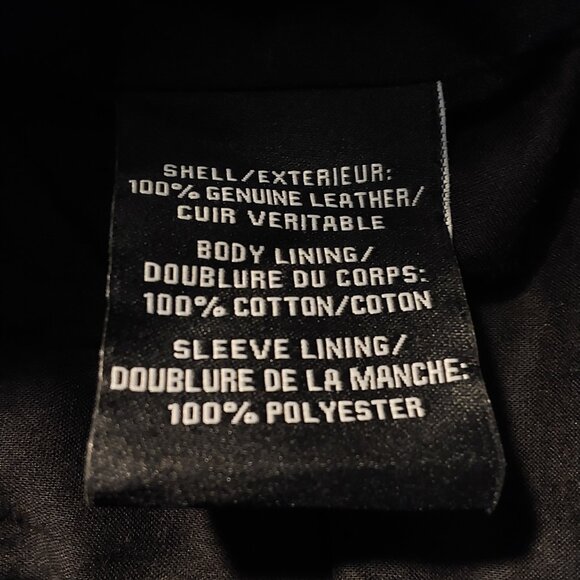 SHELL/EXTERIEUR:
100% GENUINE LEATHER/
CUIR VERITABLE
BODY LINING/
DOUBLURE DU CORPS:
100% COTTON/COTON
SLEEVE LINING/
DOUBLURE DE LA MANCHE:
100% POLYESTER